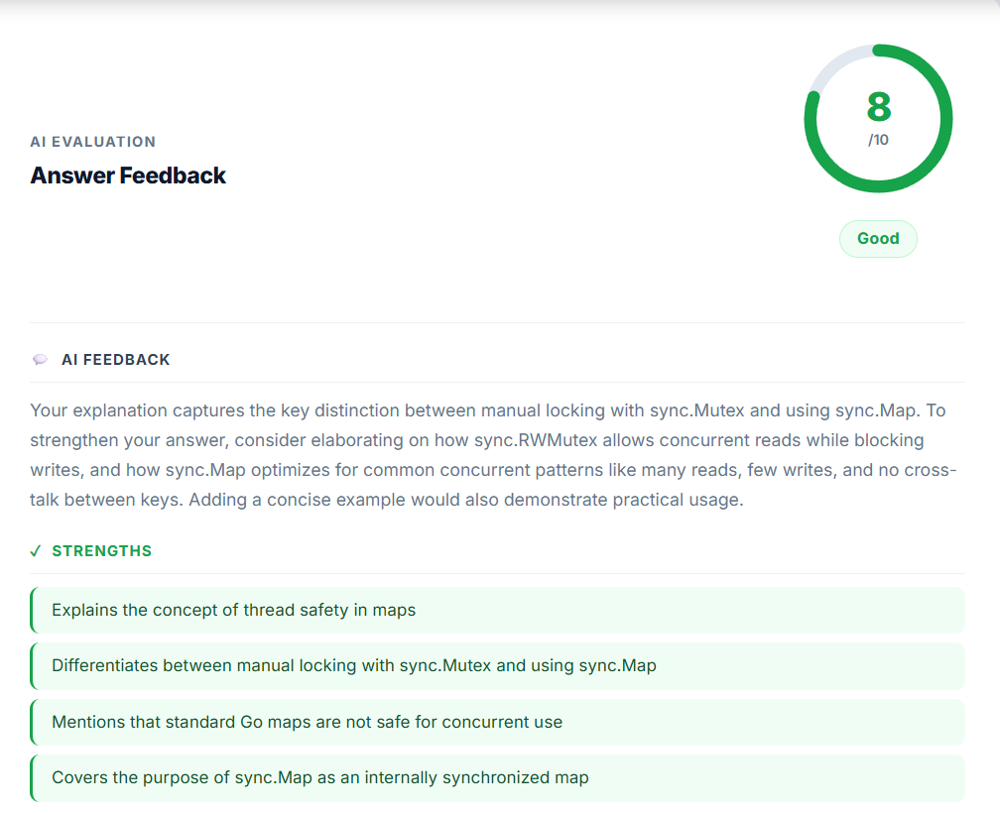 AI EVALUATION
Answer Feedback
8
/10
Good
AI FEEDBACK
Your explanation captures the key distinction between manual locking with sync.Mutex and using sync.Map. To
strengthen your answer, consider elaborating on how sync.RWMutex allows concurrent reads while blocking
writes, and how sync.Map optimizes for common concurrent patterns like many reads, few writes, and no cross-
talk between keys. Adding a concise example would also demonstrate practical usage.
✓ STRENGTHS
Explains the concept of thread safety in maps
Differentiates between manual locking with sync.Mutex and using sync.Map
Mentions that standard Go maps are not safe for concurrent use
Covers the purpose of sync.Map as an internally synchronized map